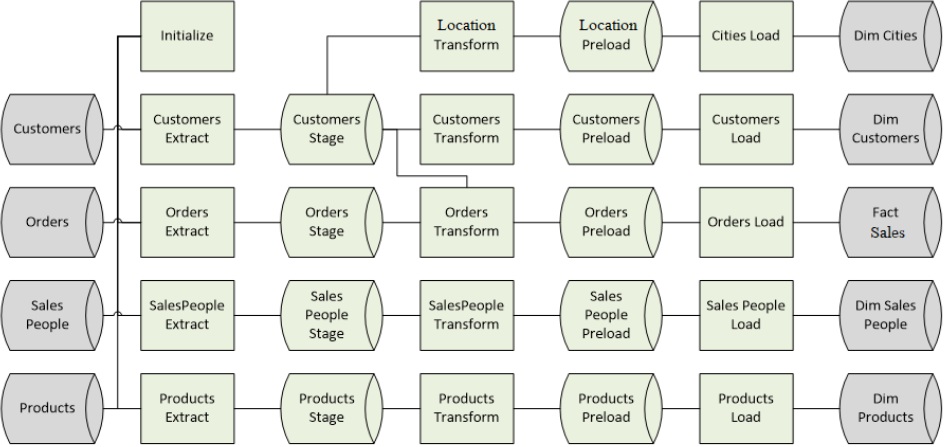 Initialize
Location
Transform
Location
Preload
Cities Load
Dim Cities
Customers
Customers
Extract
Customers
Stage
Customers
Transform
Customers
Preload
Customers
Load
Dim
Customers
Orders
Orders
Extract
Orders
Stage
Orders
Transform
Orders
Preload
Orders Load
Fact
Sales
Sales
People
SalesPeople
Extract
Sales
People
Stage
SalesPeople
Transform
Sales
People
Preload
Sales People
Load
Dim Sales
People
Products
Products
Extract
Products
Stage
Products
Transform
Products
Preload
Products
Load
Dim
Products